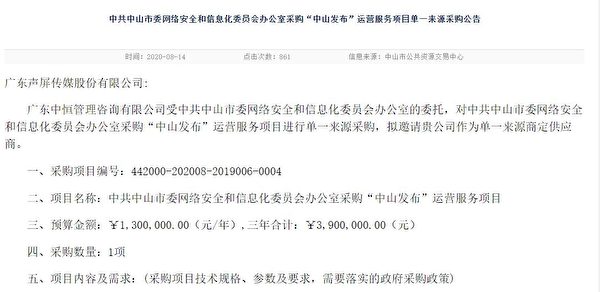 中共中山市委网络安全和信息化委员会办公室采购“中山发布”运营服务项目单一来源采购公告
时间：2020-08-14 点击次数：861 信息来源：中山市公共资源交易中心
广东声屏传媒股份有限公司:
广东中恒管理咨询有限公司受中共中山市委网络安全和信息化委员会办公室的委托，对中共中山市委网络安全
和信息化委员会办公室采购“中山发布”运营服务项目进行单一来源采购，拟邀请贵公司作为单一来源商定供应
商。
一、采购项目编号：442000-202008-2019006-0004
二、项目名称：中共中山市委网络安全和信息化委员会办公室采购“中山发布”运营服务项目
三、预算金额：￥1,300,000.00（元/年）,三年合计：￥3,900,000.00（元）
四、采购数量：1项
五、项目内容及需求：(采购项目技术规格、参数及要求，需要落实的政府采购政策)